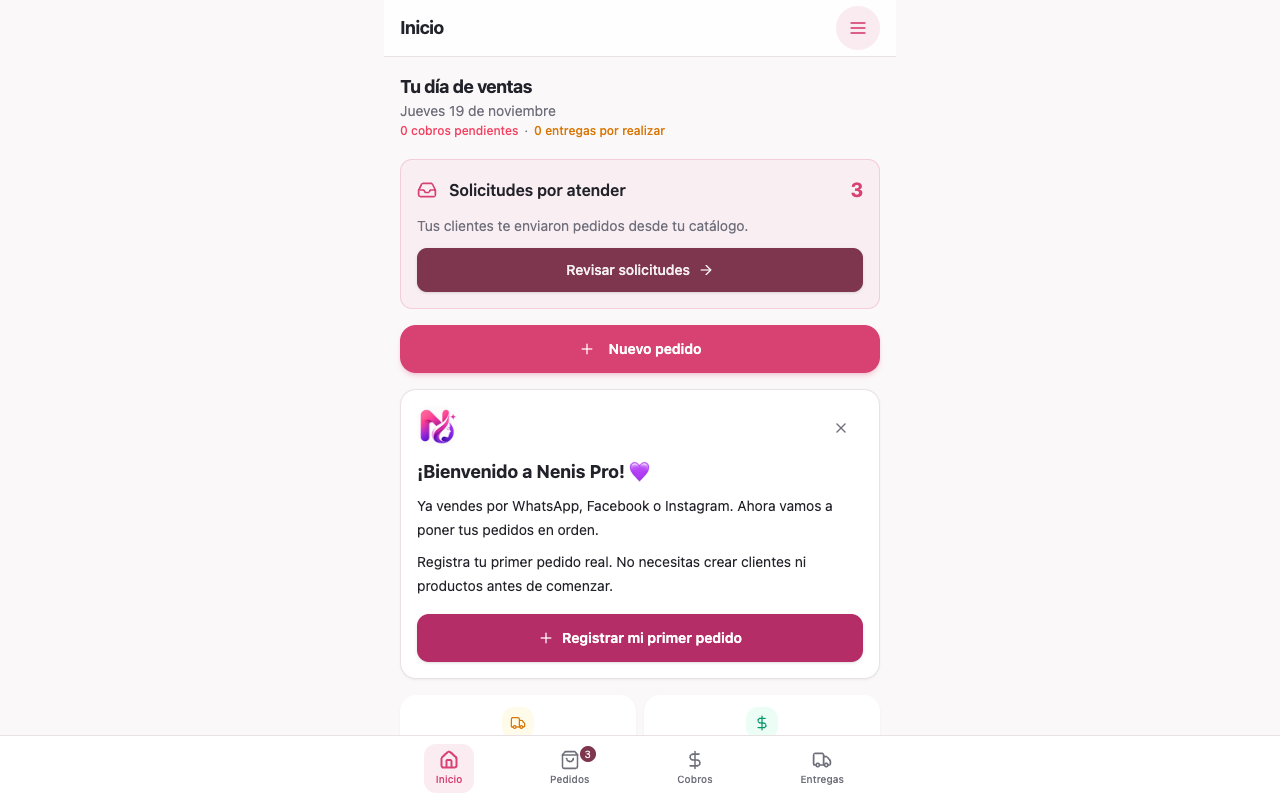 Inicio
Tu día de ventas
Jueves 19 de noviembre
0 cobros pendientes · 0 entregas por realizar
Solicitudes por atender 3
Tus clientes te enviaron pedidos desde tu catálogo.
Revisar solicitudes →
+ Nuevo pedido
¡Bienvenido a Nenis Pro! 💜
Ya vendes por WhatsApp, Facebook o Instagram. Ahora vamos a
poner tus pedidos en orden.
Registra tu primer pedido real. No necesitas crear clientes ni
productos antes de comenzar.
+ Registrar mi primer pedido
3
Inicio Pedidos Cobros Entregas